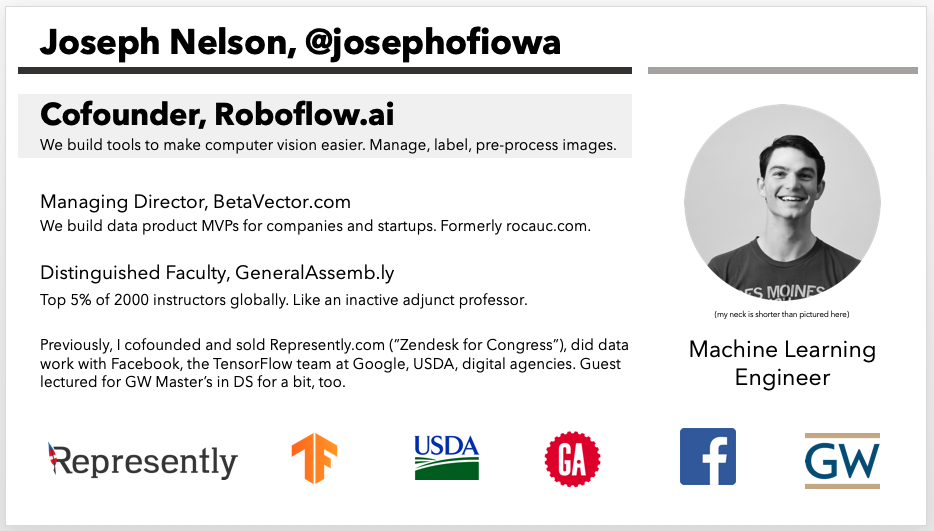 Joseph Nelson, @josephofiowa
Cofounder, Roboflow.ai
We build tools to make computer vision easier. Manage, label, pre-process images.
Managing Director, BetaVector.com
We build data product MVPs for companies and startups. Formerly rocauc.com.
Distinguished Faculty, GeneralAssemb.ly
Top 5% of 2000 instructors globally. Like an inactive adjunct professor.
Previously, I cofounded and sold Represently.com (”Zendesk for Congress”), did data
work with Facebook, the TensorFlow team at Google, USDA, digital agencies. Guest
lectured for GW Master’s in DS for a bit, too.
DES MOINES
(my neck is shorter than pictured here)
Machine Learning
Engineer
Represently
TF
USDA
GA
f
GW